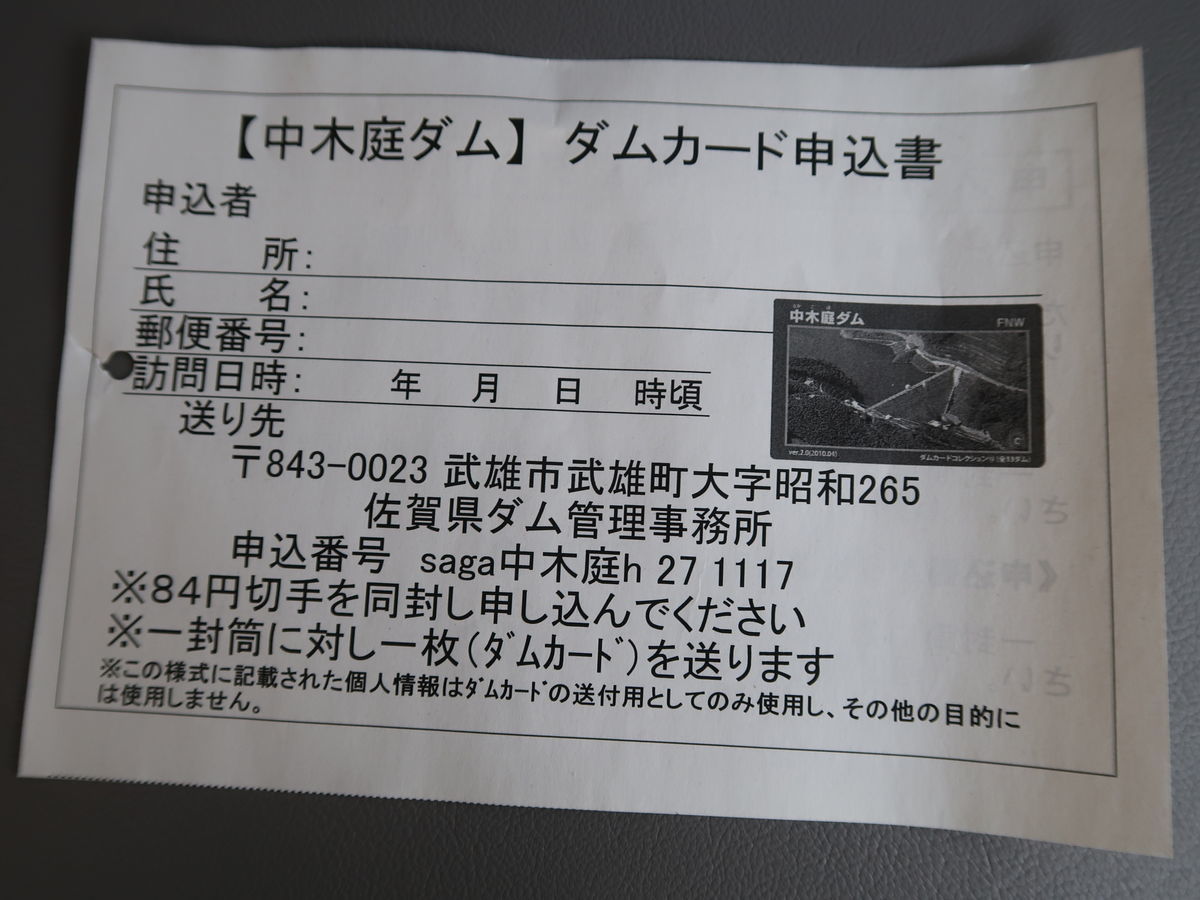 【中木庭ダム】 ダムカード申込書
申込者
住　　所：
氏　　名：
郵便番号：
訪問日時：　　年　月　日　時頃
中木庭ダム
FNW
C
ver.2.0(2010.04)
送り先
〒843-0023 武雄市武雄町大字昭和265
佐賀県ダム管理事務所
申込番号　saga中木庭h 27 1117
※84円切手を同封し申し込んでください
※一封筒に対し一枚(ﾀﾞﾑｶｰﾄﾞ)を送ります
※この様式に記載された個人情報はﾀﾞﾑｶｰﾄﾞの送付用としてのみ使用し、その他の目的に
は使用しません。